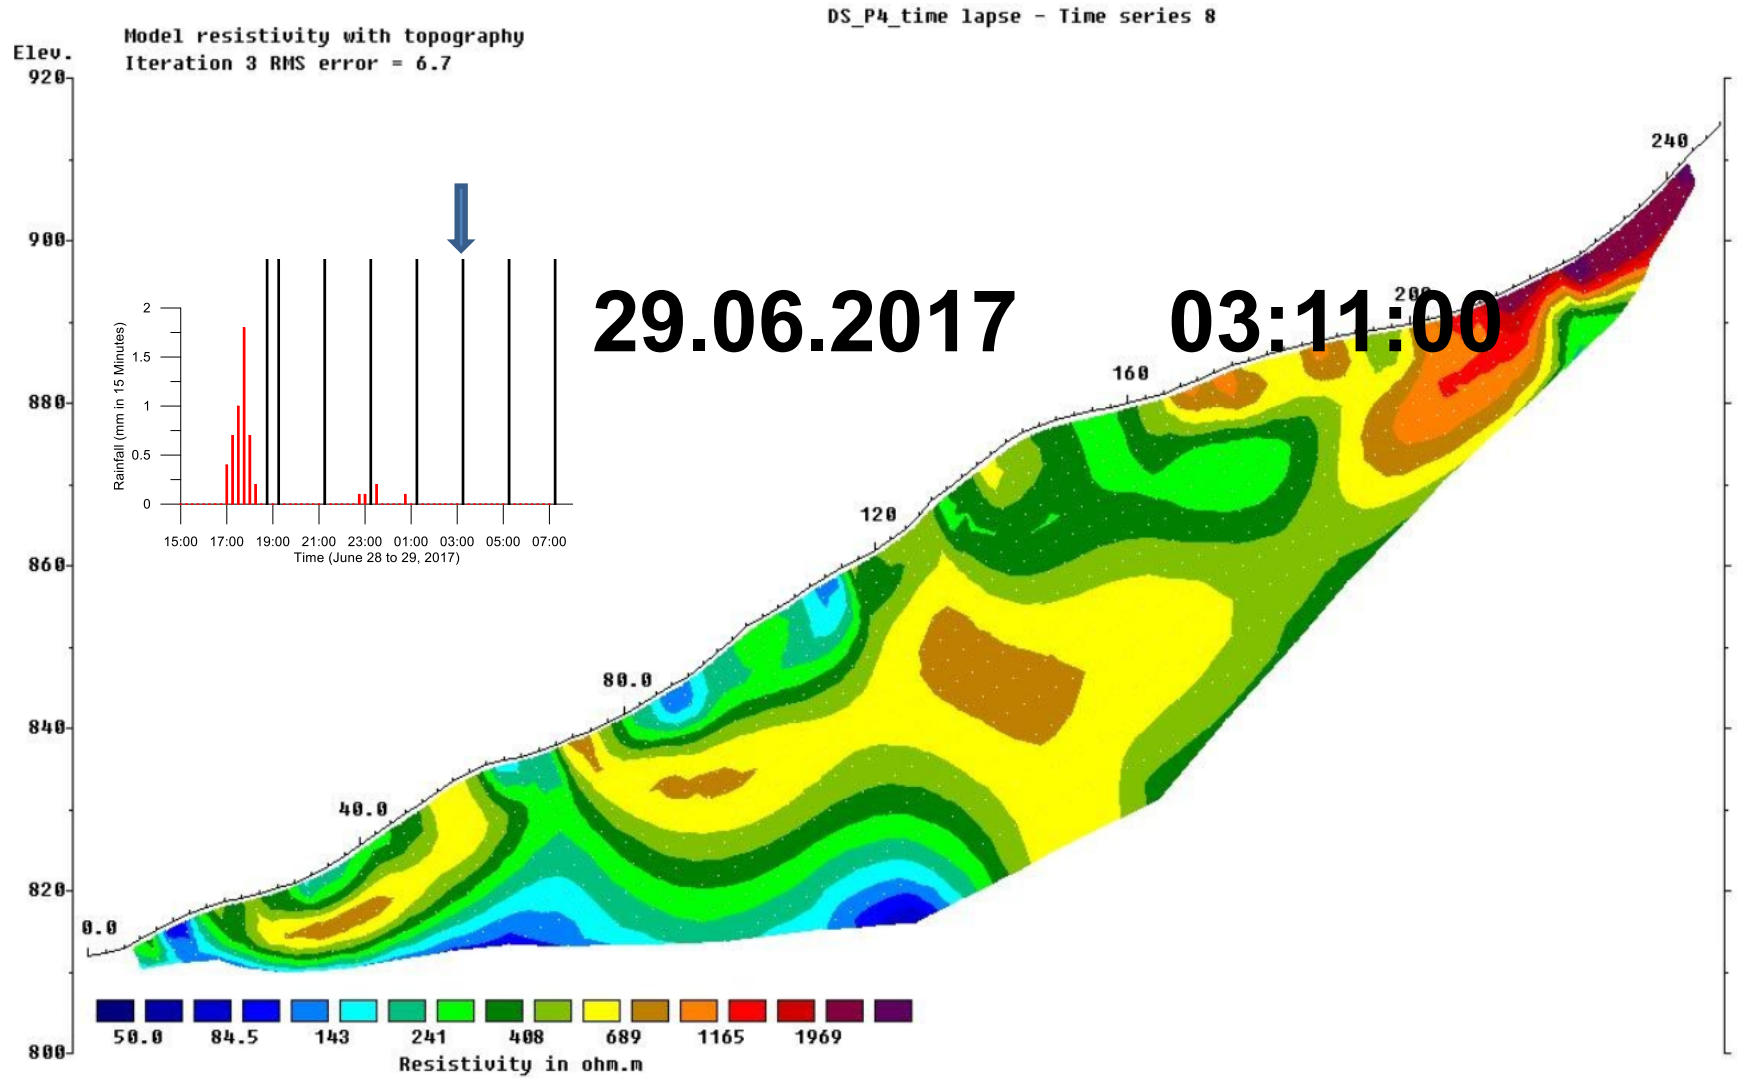 DS_P4_time lapse - Time series 8
Model resistivity with topography
Iteration 3 RMS error = 6.7
Elev.
920
900
880
860
840
820
800
29.06.2017 03:11:00
2
1.5
1
0.5
0
Rainfall (mm in 15 Minutes)
15:00 17:00 19:00 21:00 23:00 01:00 03:00 05:00 07:00
Time (June 28 to 29, 2017)
0.0
40.0
80.0
120
160
200
240
50.0 84.5 143 241 408 689 1165 1969
Resistivity in ohm.m